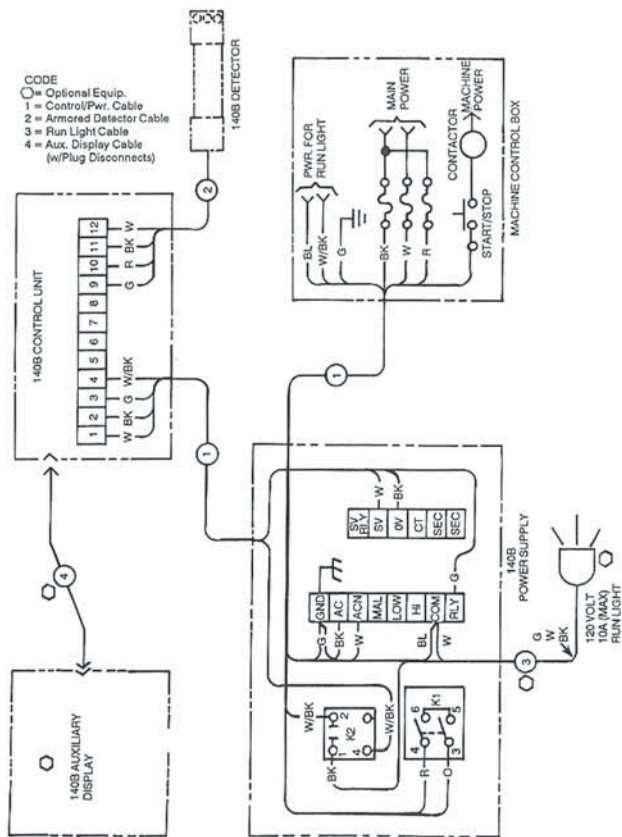 CODE
= Optional Equip.
1 = Control/Pwr. Cable
2 = Armored Detector Cable
3 = Run Light Cable
4 = Aux. Display Cable
(w/Plug Disconnects)
140B DETECTOR
2
140B CONTROL UNIT
1 2 3 4 5 6 7 8 9 10 11 12
W BK G W/BK G R BK W
1
4
140B AUXILIARY
DISPLAY
PWR. FOR
RUN LIGHT
MAIN
POWER
CONTACTOR
MACHINE
POWER
BL
W/BK
G
BK
W
R
START/STOP
MACHINE CONTROL BOX
1
SV
RLY
SV
0V
CT
SEC
SEC
W
BK
GND
AC
ACN
MAL
LOW
Hi
COM
RLY
G
BK
W
BL
W
G
140B
POWER SUPPLY
W/BK
1 2
K2
4
BK
W/BK
4 6
K1
3 5
R
O
3
G
W
BK
120 VOLT
10A (MAX)
RUN LIGHT